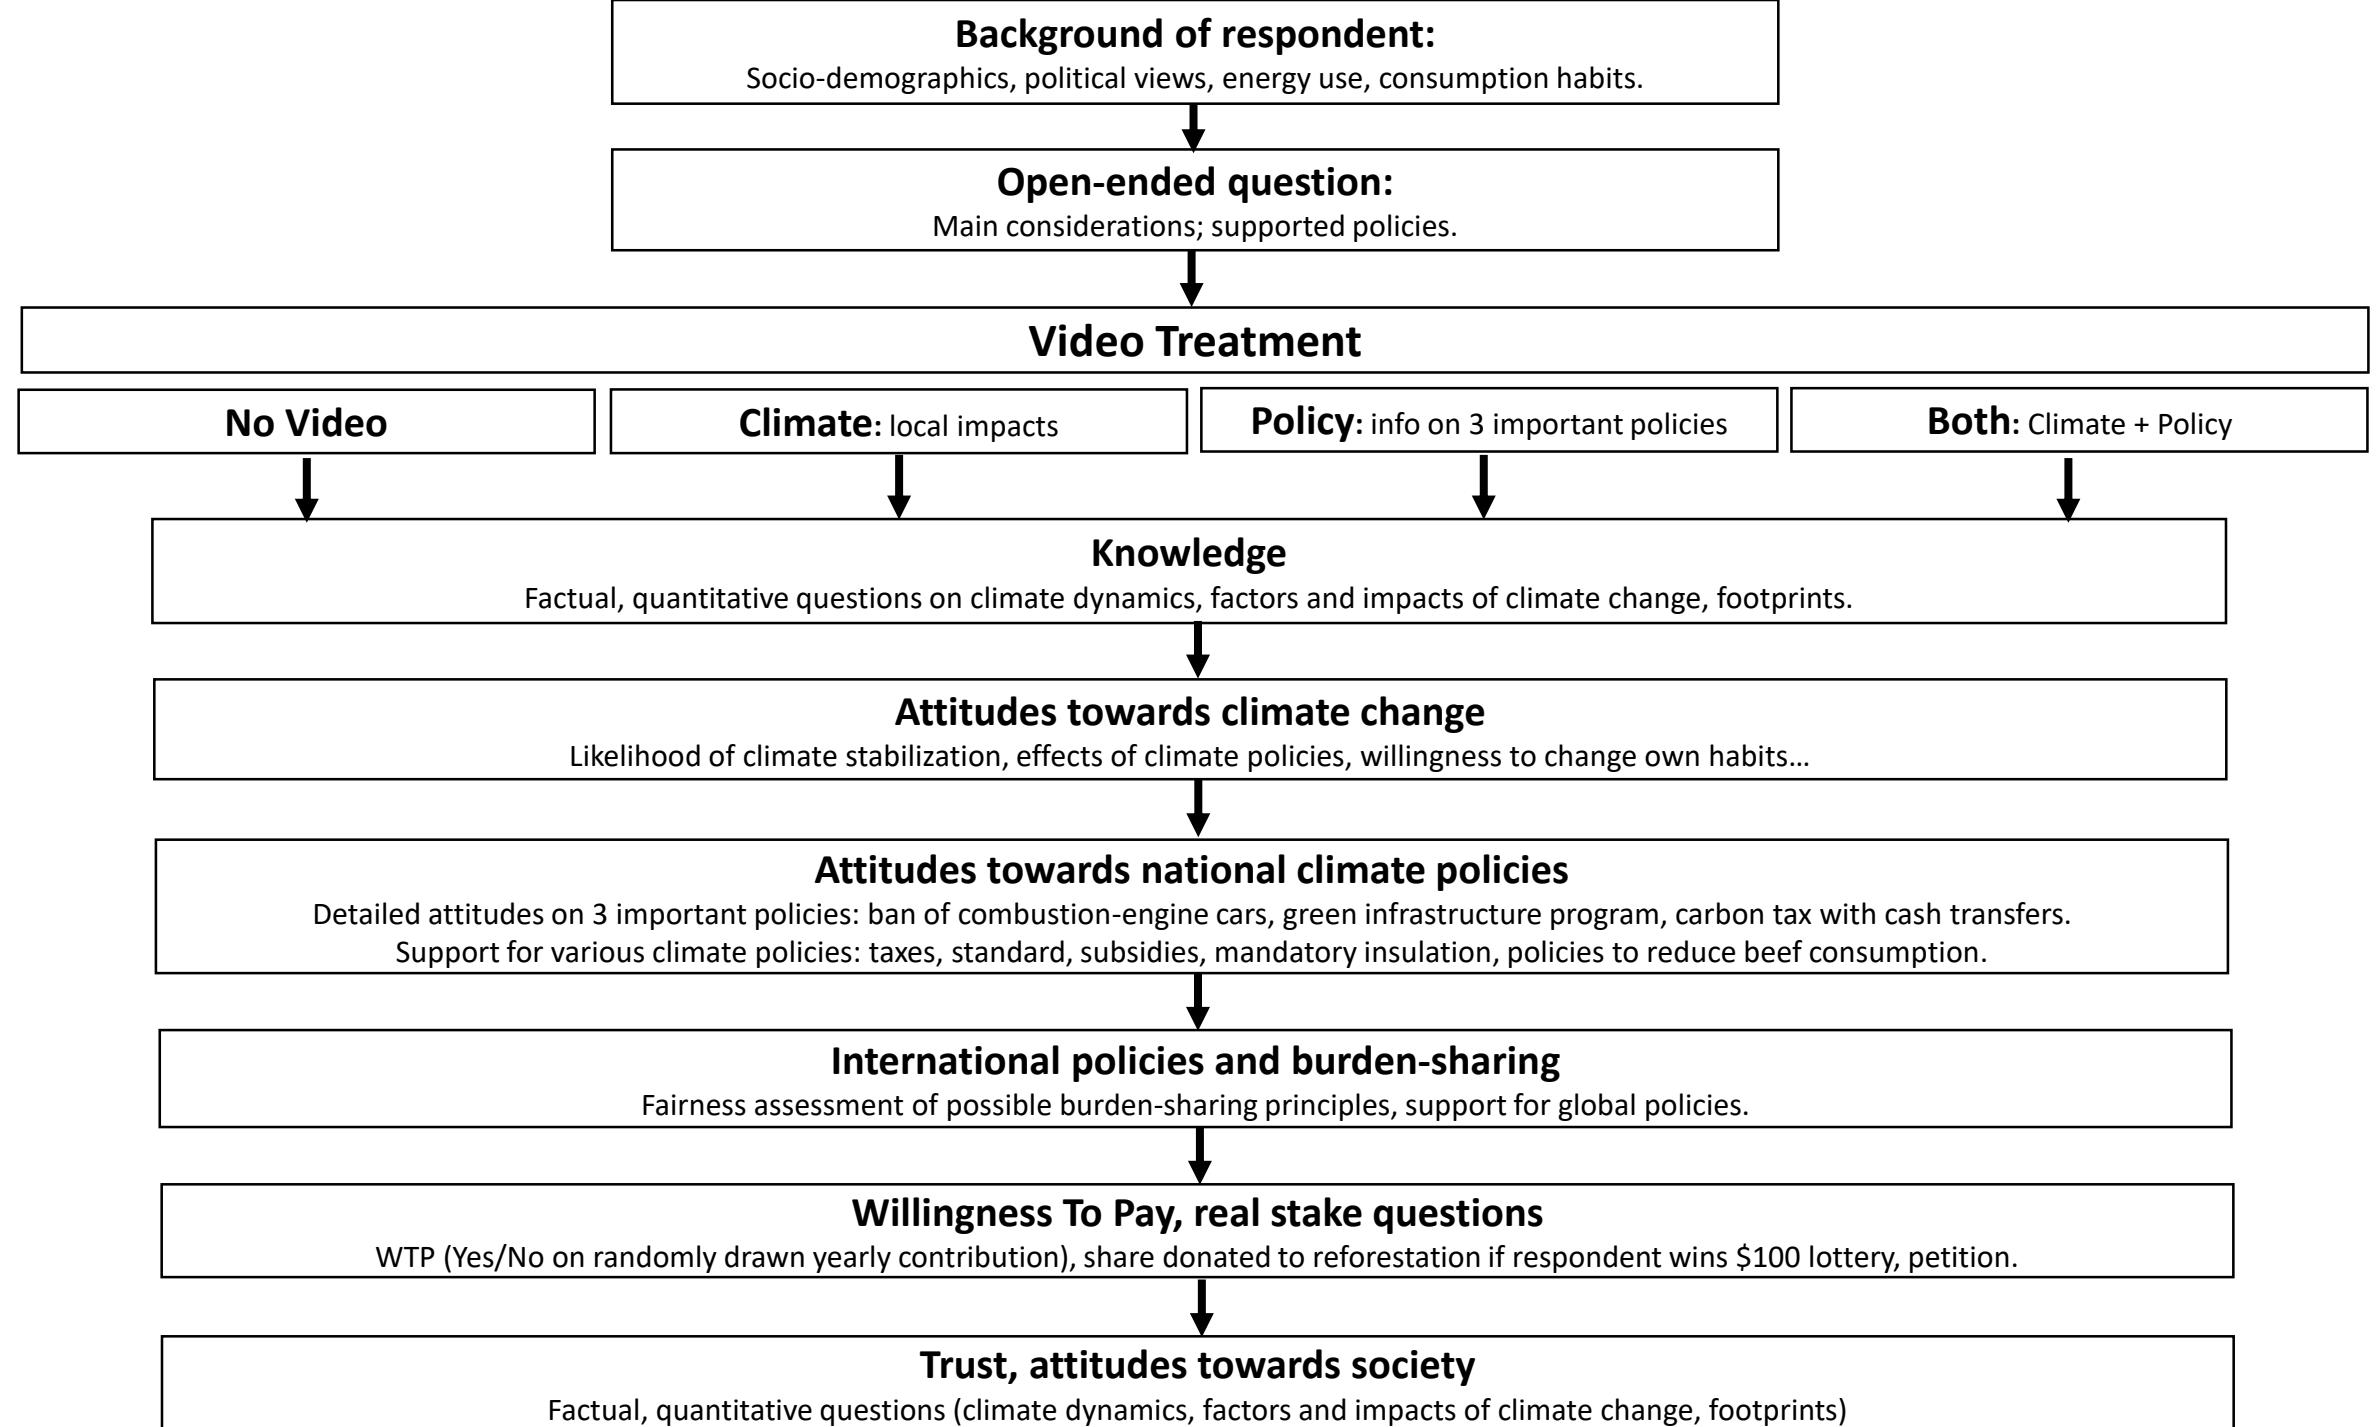 Background of respondent:
Socio-demographics, political views, energy use, consumption habits.
Open-ended question:
Main considerations; supported policies.
Video Treatment
No Video
Climate: local impacts
Policy: info on 3 important policies
Both: Climate + Policy
Knowledge
Factual, quantitative questions on climate dynamics, factors and impacts of climate change, footprints.
Attitudes towards climate change
Likelihood of climate stabilization, effects of climate policies, willingness to change own habits…
Attitudes towards national climate policies
Detailed attitudes on 3 important policies: ban of combustion-engine cars, green infrastructure program, carbon tax with cash transfers.
Support for various climate policies: taxes, standard, subsidies, mandatory insulation, policies to reduce beef consumption.
International policies and burden-sharing
Fairness assessment of possible burden-sharing principles, support for global policies.
Willingness To Pay, real stake questions
WTP (Yes/No on randomly drawn yearly contribution), share donated to reforestation if respondent wins $100 lottery, petition.
Trust, attitudes towards society
Factual, quantitative questions (climate dynamics, factors and impacts of climate change, footprints)